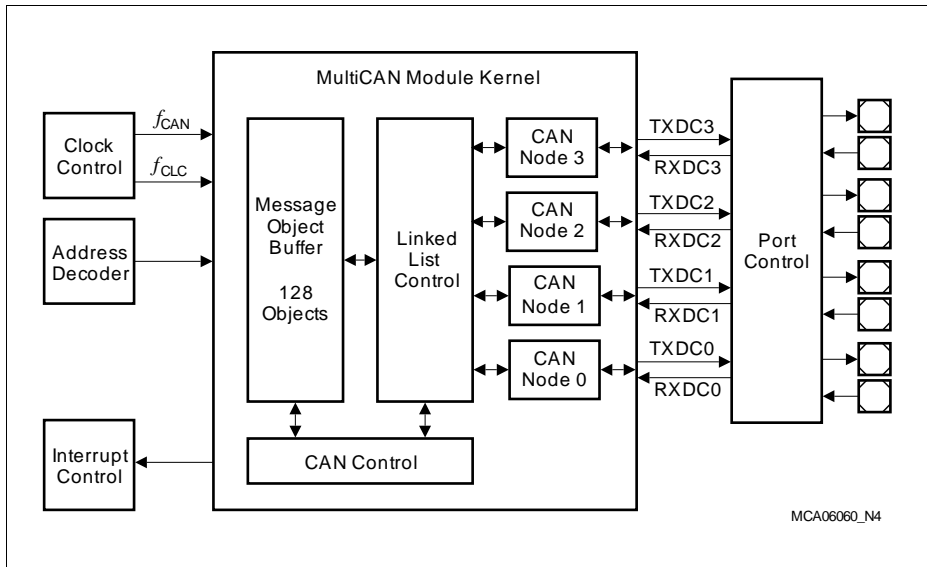 MultiCAN Module Kernel
Clock
Control
fCAN
fCLC
Address
Decoder
Interrupt
Control
Message
Object
Buffer
128
Objects
Linked
List
Control
CAN Control
CAN
Node 3
CAN
Node 2
CAN
Node 1
CAN
Node 0
TXDC3
RXDC3
TXDC2
RXDC2
TXDC1
RXDC1
TXDC0
RXDC0
Port
Control
MCA06060_N4